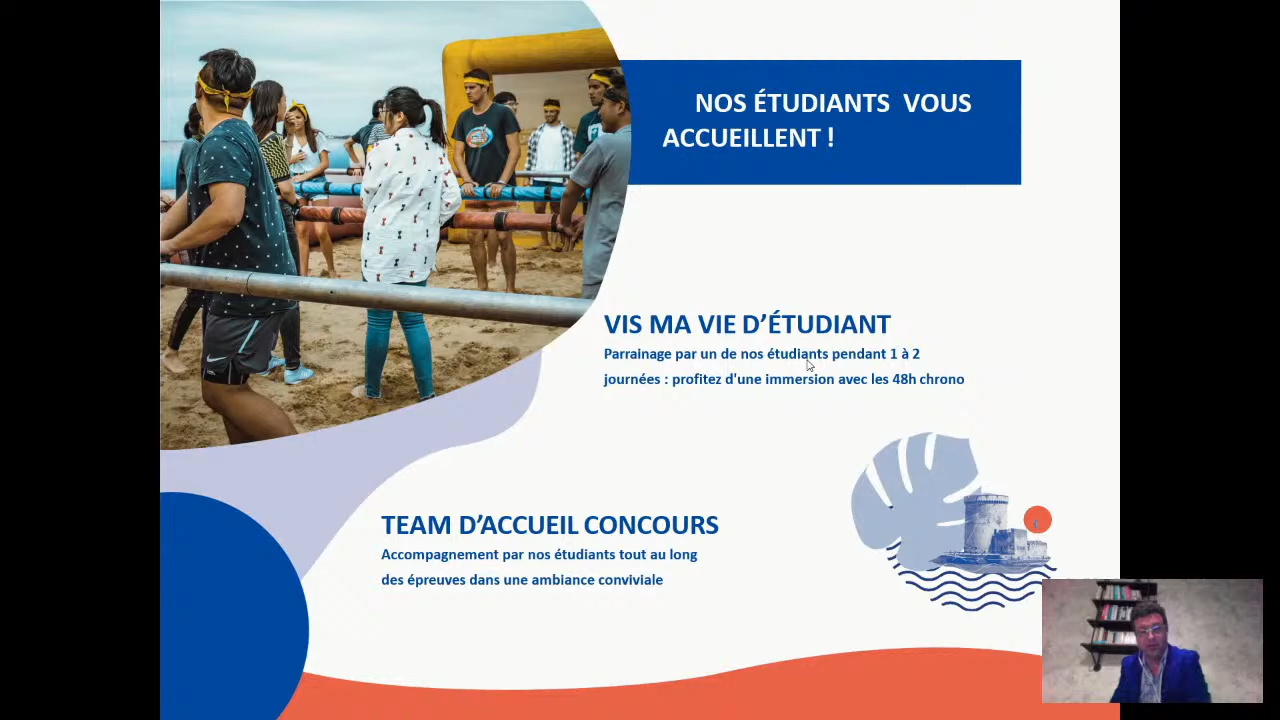 NOS ÉTUDIANTS VOUS
ACCUEILLENT !
VIS MA VIE D’ÉTUDIANT
Parrainage par un de nos étudiants pendant 1 à 2
journées : profitez d'une immersion avec les 48h chrono
TEAM D’ACCUEIL CONCOURS
Accompagnement par nos étudiants tout au long
des épreuves dans une ambiance conviviale